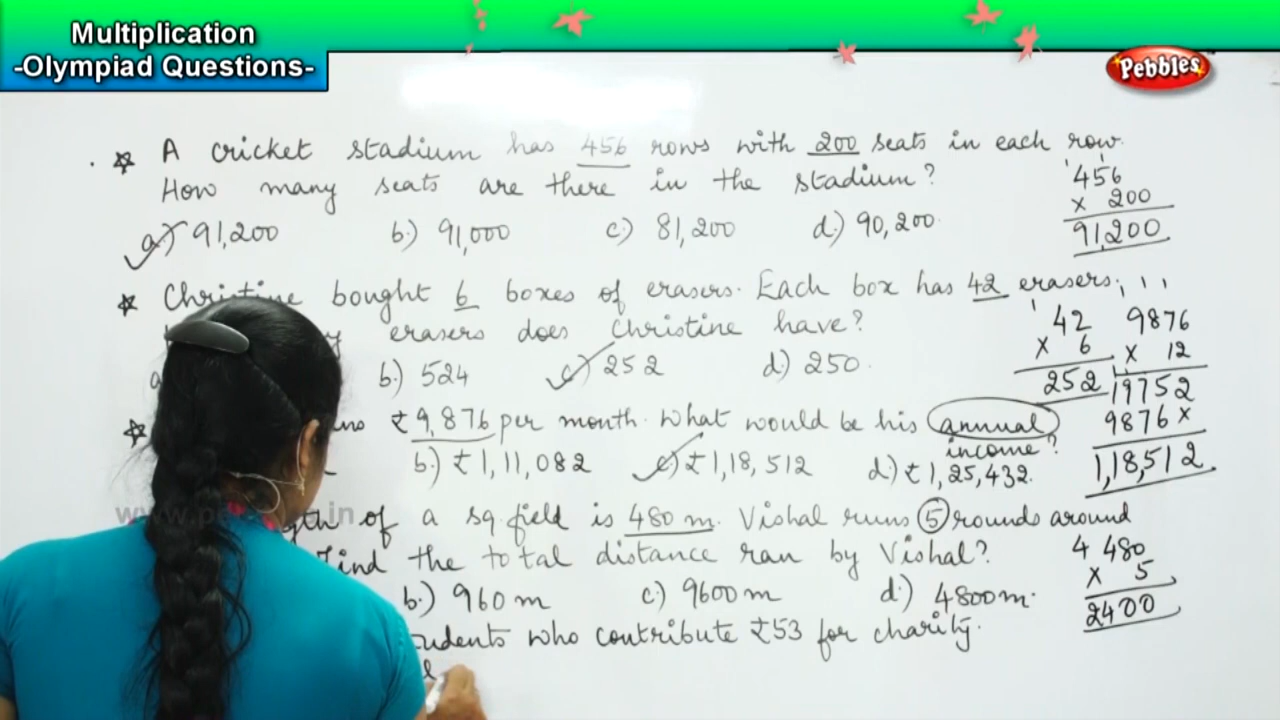 Multiplication
-Olympiad Questions-
Pebbles
A cricket stadium has 456 rows with 200 seats in each row.
How many seats are there in the stadium?
a.) 91,200 b.) 91,000 c.) 81,200 d.) 90,200.
456
x 200
91,200
Christine bought 6 boxes of erasers. Each box has 42 erasers.
erasers does Christine have?
b.) 524 c.) 252 d.) 250.
42
x 6
252
9876
x 12
19752
9876x
1,18,512
₹9,876 per month. What would be his annual
income?
b.) ₹1,11,082 c.) ₹1,18,512 d.) ₹1,25,432.
of a sq.field is 480 m. Vishal runs 5 rounds around
find the total distance ran by Vishal?
b.) 960 m c.) 9600 m d.) 4800m.
4 480
x 5
2400
who contribute ₹53 for charity.